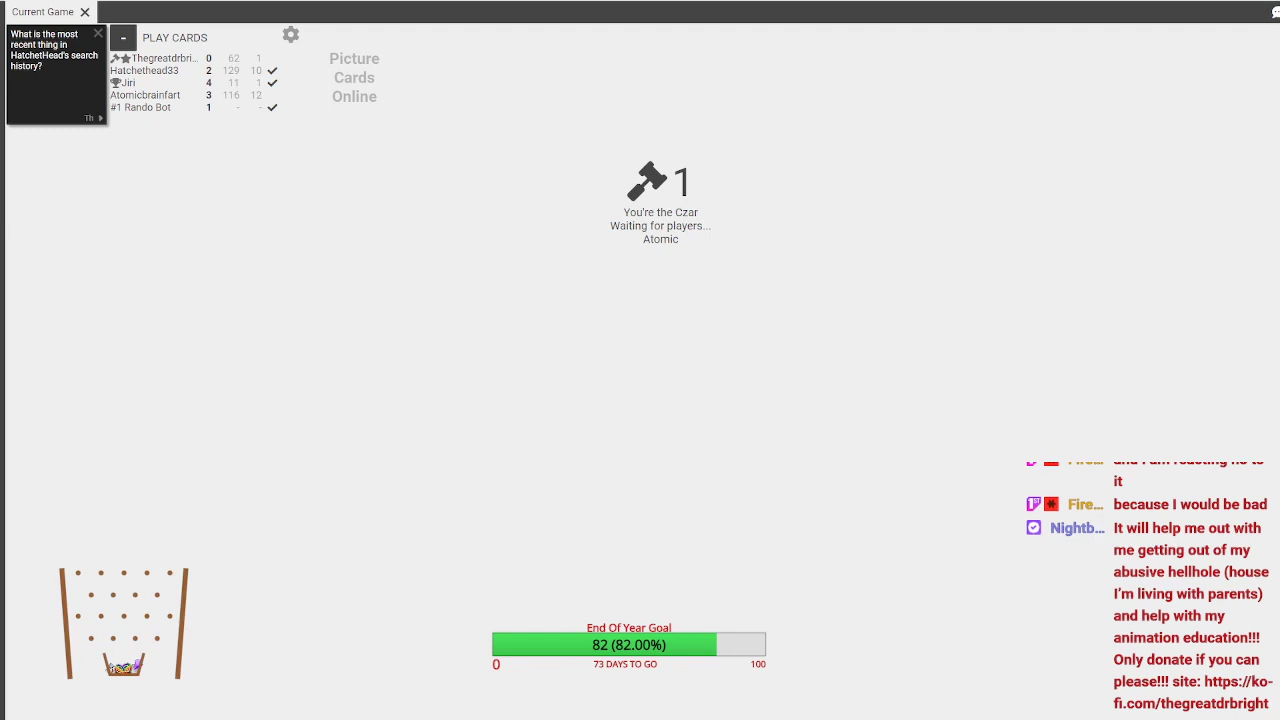 Current Game
What is the most
recent thing in
HatchetHead's search
history?
Th
- PLAY CARDS
Thegreatdrbri... 0 62 1
Hatchethead33 2 129 10
Jiri 4 11 1
Atomicbrainfart 3 116 12
#1 Rando Bot 1 - -
Picture
Cards
Online
1
You're the Czar
Waiting for players...
Atomic
it
Fire... because I would be bad
Nightb... It will help me out with
me getting out of my
abusive hellhole (house
I'm living with parents)
and help with my
animation education!!!
Only donate if you can
please!!! site: https://ko-
fi.com/thegreatdrbright
End Of Year Goal
82 (82.00%)
0 73 DAYS TO GO 100